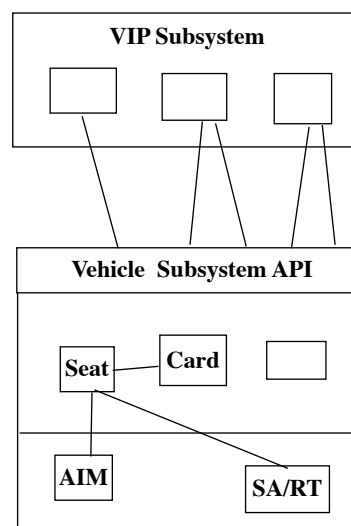 VIP Subsystem
Vehicle Subsystem API
Seat
Card
AIM
SA/RT